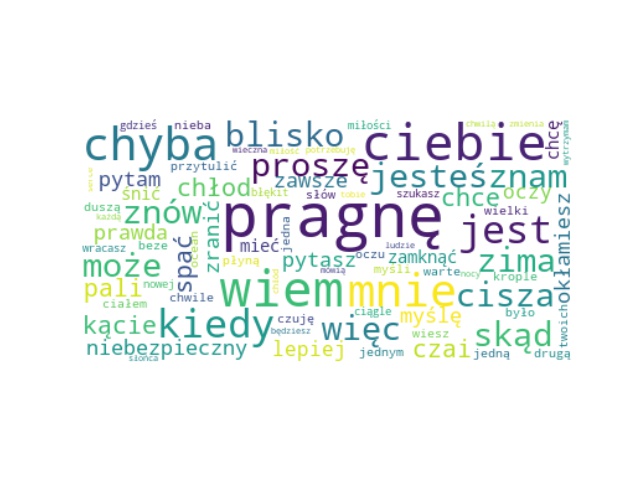 gdzieś nieba miłości chwilą zmienia
chyba blisko ciebie chcę wytrzymań
wieczna miłość potrzebuję
pytam przytulić proszę jesteś znam
duszą śnić chłod zawsze szukasz chce oczy
błękit słów tobie
każdą znów zranić pragnę jedna wielki jest
prawda
wracasz beze spać ocean mieć pytasz oczu ludzie zamknąć zima okłamiesz
może płyną mówią myśli warte nocy krople
pali nowej chłód wiem mnie cisza
ciałem chwile ciągle było
kącie kiedy czuję więc myślę skąd twoich
będziesz wiesz
niebezpieczny lepiej jednym czai jedną drugą
słońca